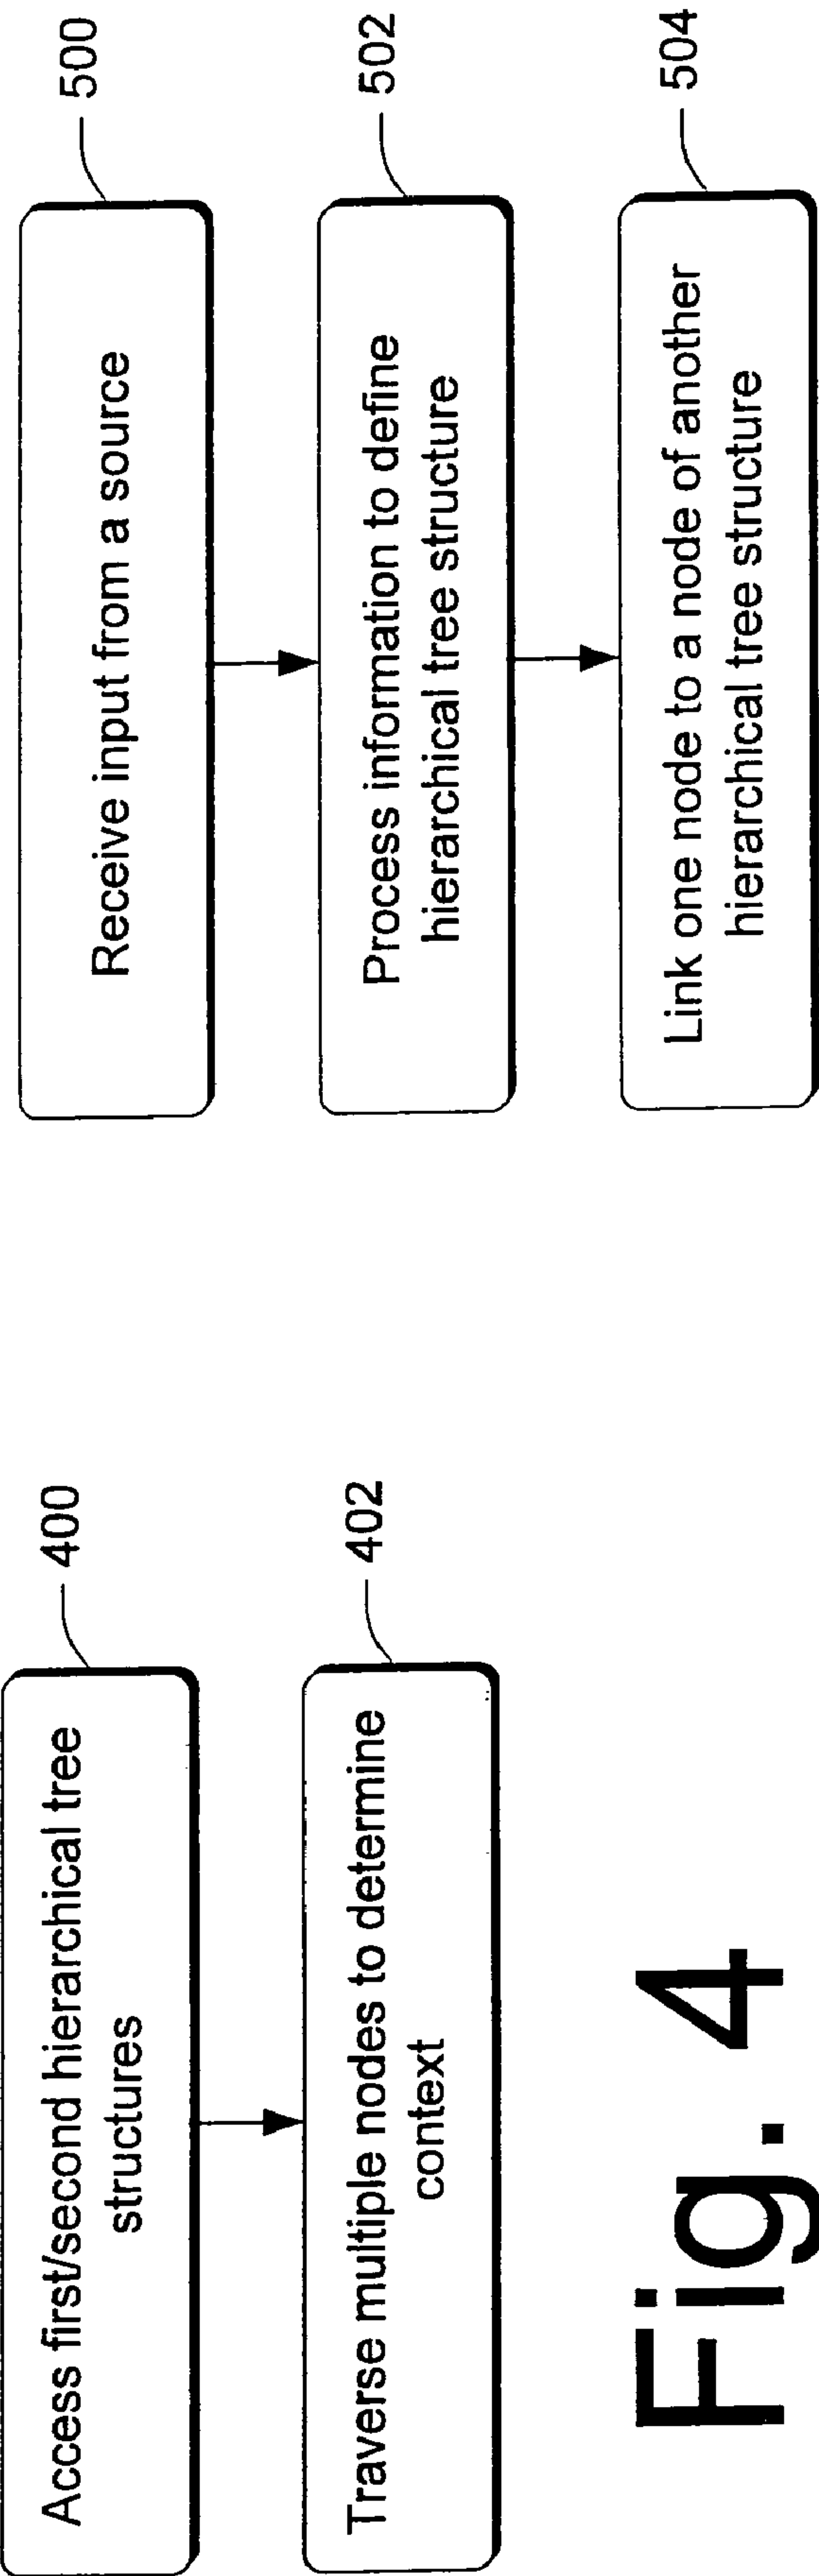 400
Access first/second hierarchical tree
structures
402
Traverse multiple nodes to determine
context
Fig. 4
500
Receive input from a source
502
Process information to define
hierarchical tree structure
504
Link one node to a node of another
hierarchical tree structure